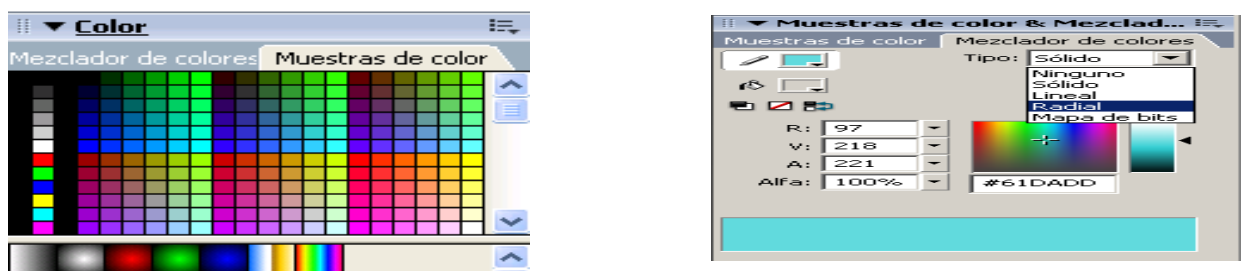 Color
Mezclador de colores Muestras de color
Muestras de color & Mezclad...
Muestras de color Mezclador de colores
Tipo: Sólido
Ninguno
Sólido
Lineal
Radial
Mapa de bits
R: 97
V: 218
A: 221
Alfa: 100% #61DADD